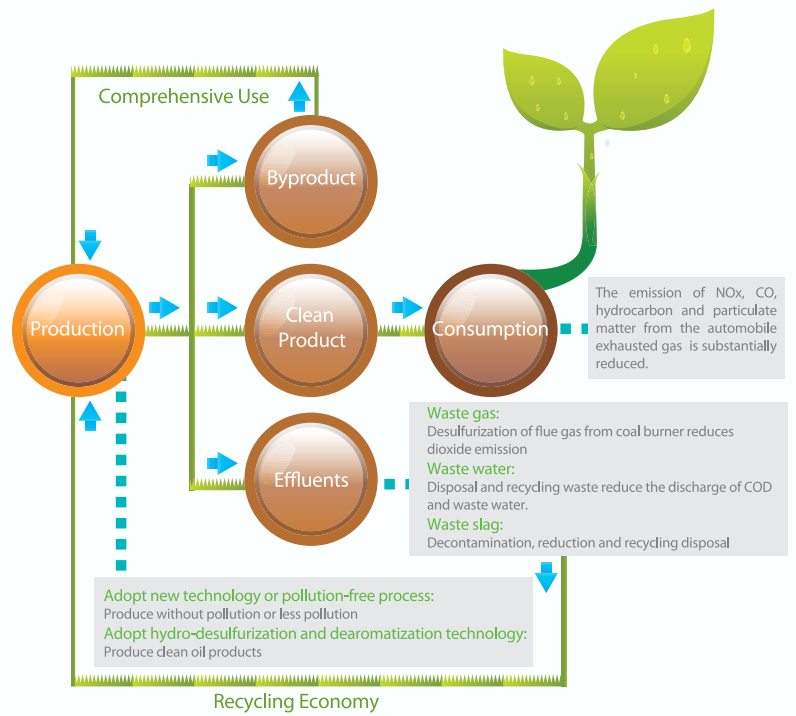 Comprehensive Use
Byproduct
Production
Clean
Product
Consumption
The emission of NOx, CO,
hydrocarbon and particulate
matter from the automobile
exhausted gas is substantially
reduced.
Effluents
Waste gas:
Desulfurization of flue gas from coal burner reduces
dioxide emission
Waste water:
Disposal and recycling waste reduce the discharge of COD
and waste water.
Waste slag:
Decontamination, reduction and recycling disposal
Adopt new technology or pollution-free process:
Produce without pollution or less pollution
Adopt hydro-desulfurization and dearomatization technology:
Produce clean oil products
Recycling Economy